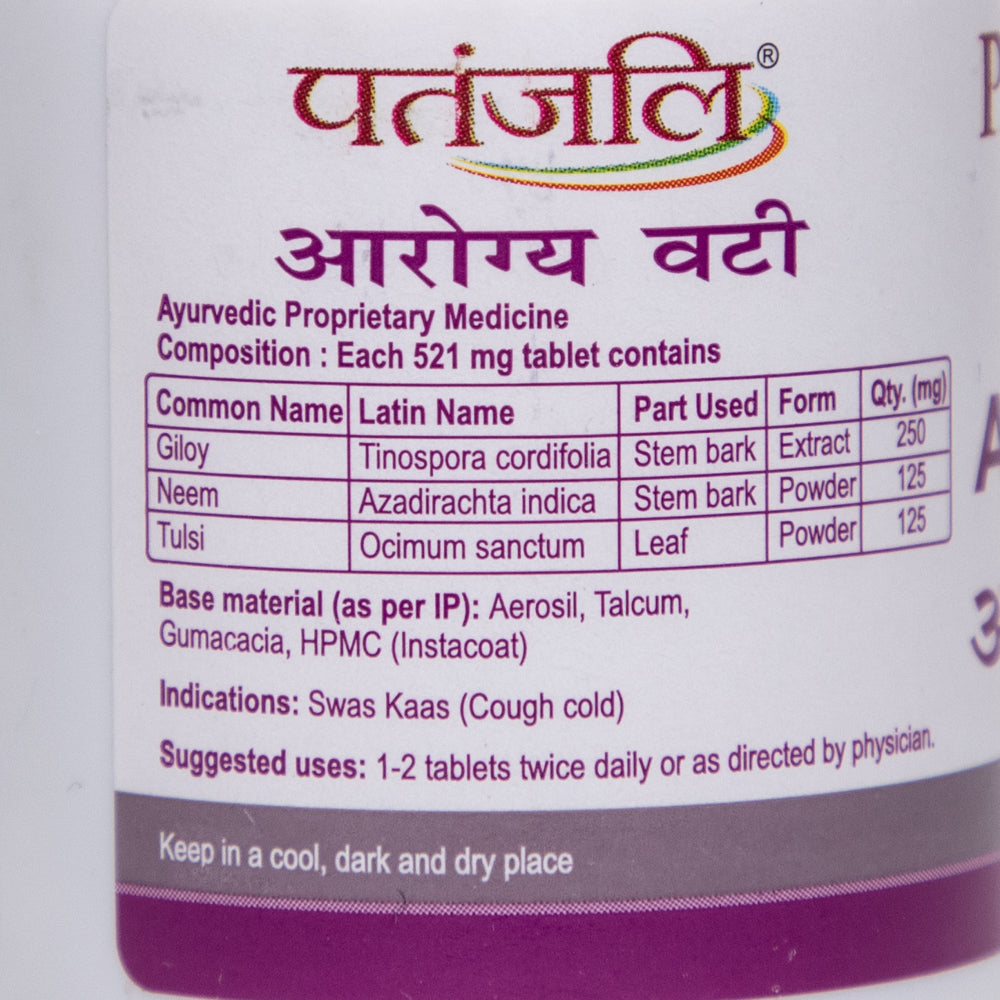 पतंजलि®
आरोग्य वटी
Ayurvedic Proprietary Medicine
Composition : Each 521 mg tablet contains
Common Name Latin Name Part Used Form Qty. (mg)
Giloy Tinospora cordifolia Stem bark Extract 250
Neem Azadirachta indica Stem bark Powder 125
Tulsi Ocimum sanctum Leaf Powder 125
Base material (as per IP): Aerosil, Talcum,
Gumacacia, HPMC (Instacoat)
Indications: Swas Kaas (Cough cold)
Suggested uses: 1-2 tablets twice daily or as directed by physician.
Keep in a cool, dark and dry place